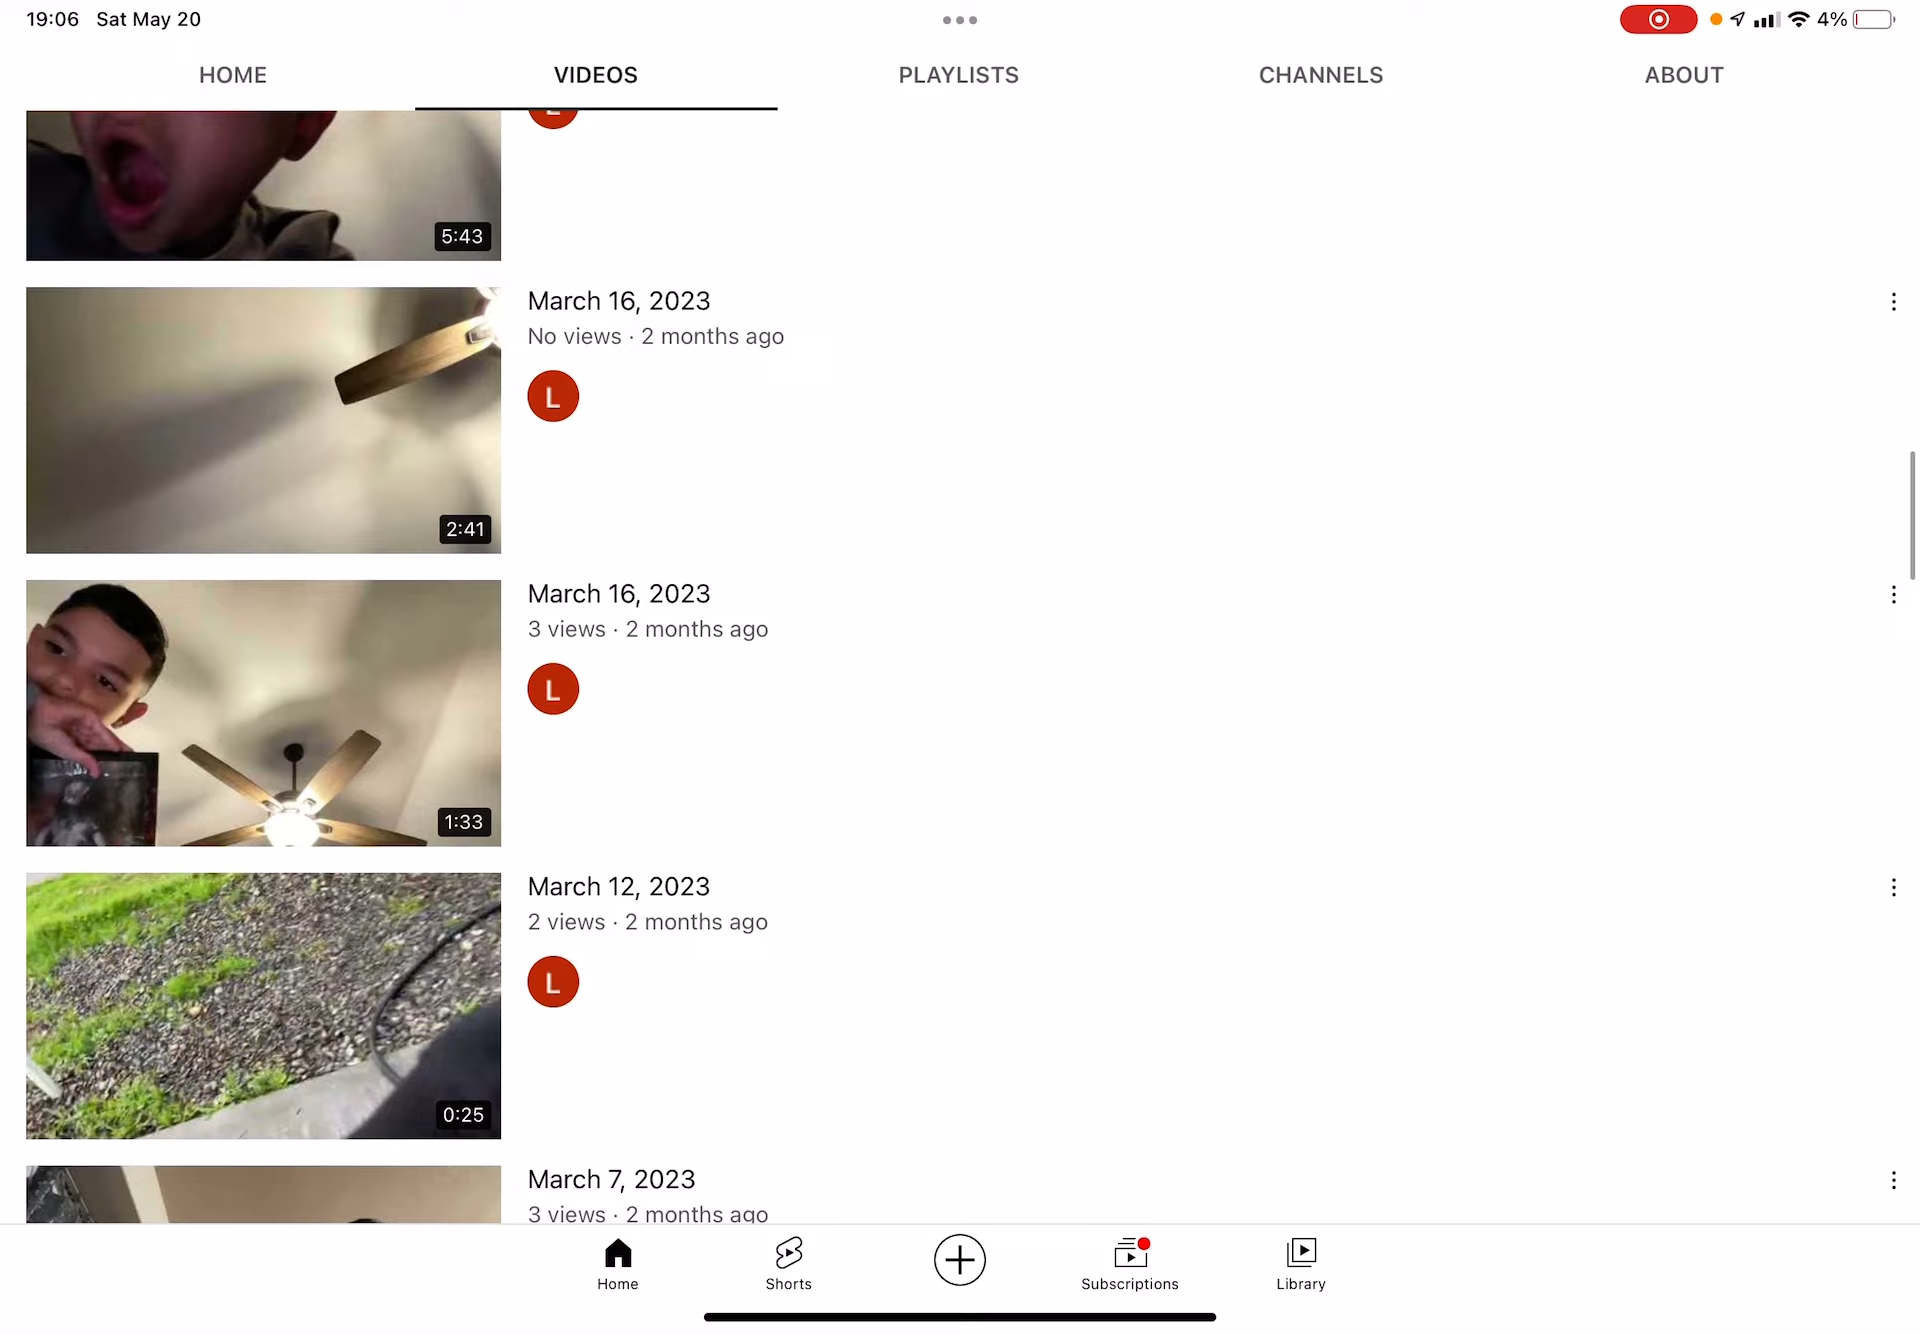 19:06 Sat May 20
4%
HOME VIDEOS PLAYLISTS CHANNELS ABOUT
5:43
March 16, 2023
No views · 2 months ago
L
2:41
March 16, 2023
3 views · 2 months ago
L
1:33
March 12, 2023
2 views · 2 months ago
L
0:25
March 7, 2023
3 views · 2 months ago
Home Shorts Subscriptions Library